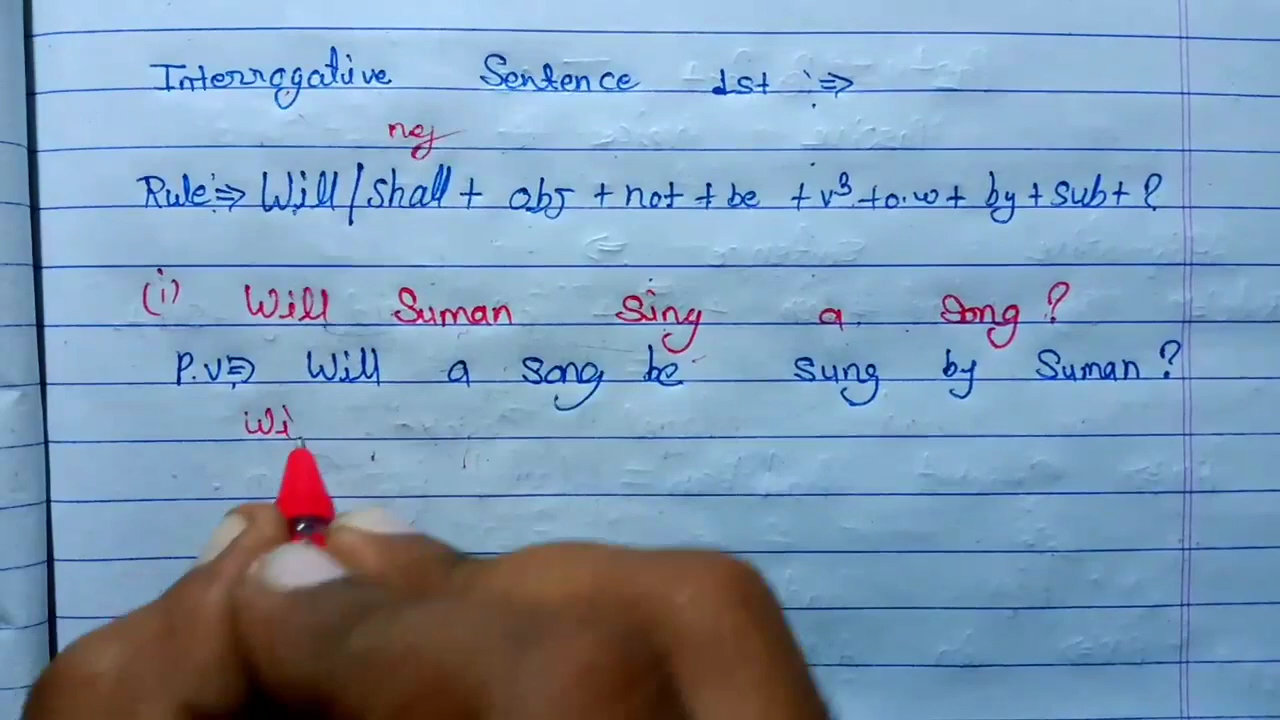 Interrogative Sentence 1st :⇒
neg
Rule:⇒ Will/Shall + obj + not + be + v³ + o.w + by + sub + ?
(i) Will Suman sing a song?
P.V⇒ Will a song be sung by Suman?
Wi